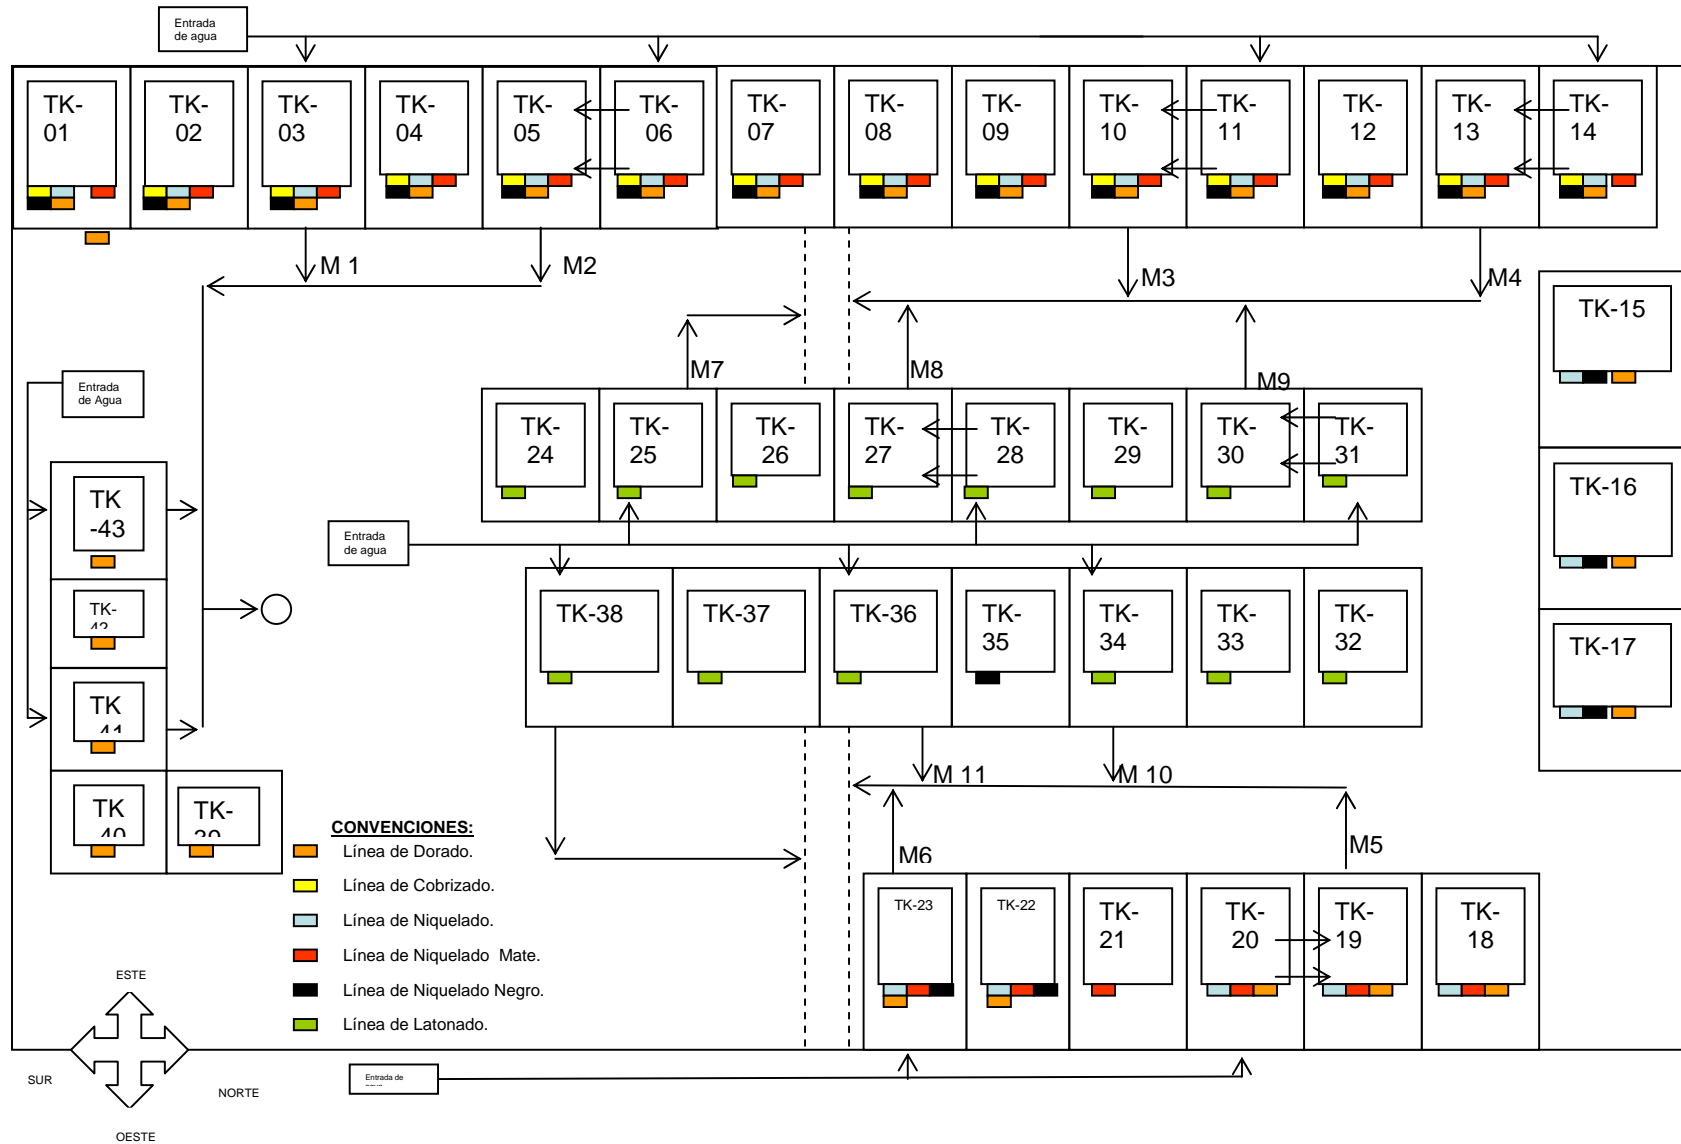 Entrada
de agua
TK-
01
TK-
02
TK-
03
TK-
04
TK-
05
TK-
06
TK-
07
TK-
08
TK-
09
TK-
10
TK-
11
TK-
12
TK-
13
TK-
14
M 1
M2
M3
M4
TK-15
M7
M8
M9
Entrada
de Agua
TK-
24
TK-
25
TK-
26
TK-
27
TK-
28
TK-
29
TK-
30
TK-
31
TK-16
TK
-43
Entrada
de agua
TK-
42
TK-38
TK-37
TK-36
TK-
35
TK-
34
TK-
33
TK-
32
TK-17
TK
41
M 11
M 10
TK
40
TK-
39
CONVENCIONES:
Línea de Dorado.
Línea de Cobrizado.
Línea de Niquelado.
Línea de Niquelado Mate.
Línea de Niquelado Negro.
Línea de Latonado.
M6
M5
TK-23
TK-22
TK-
21
TK-
20
TK-
19
TK-
18
ESTE
SUR
NORTE
OESTE
Entrada de